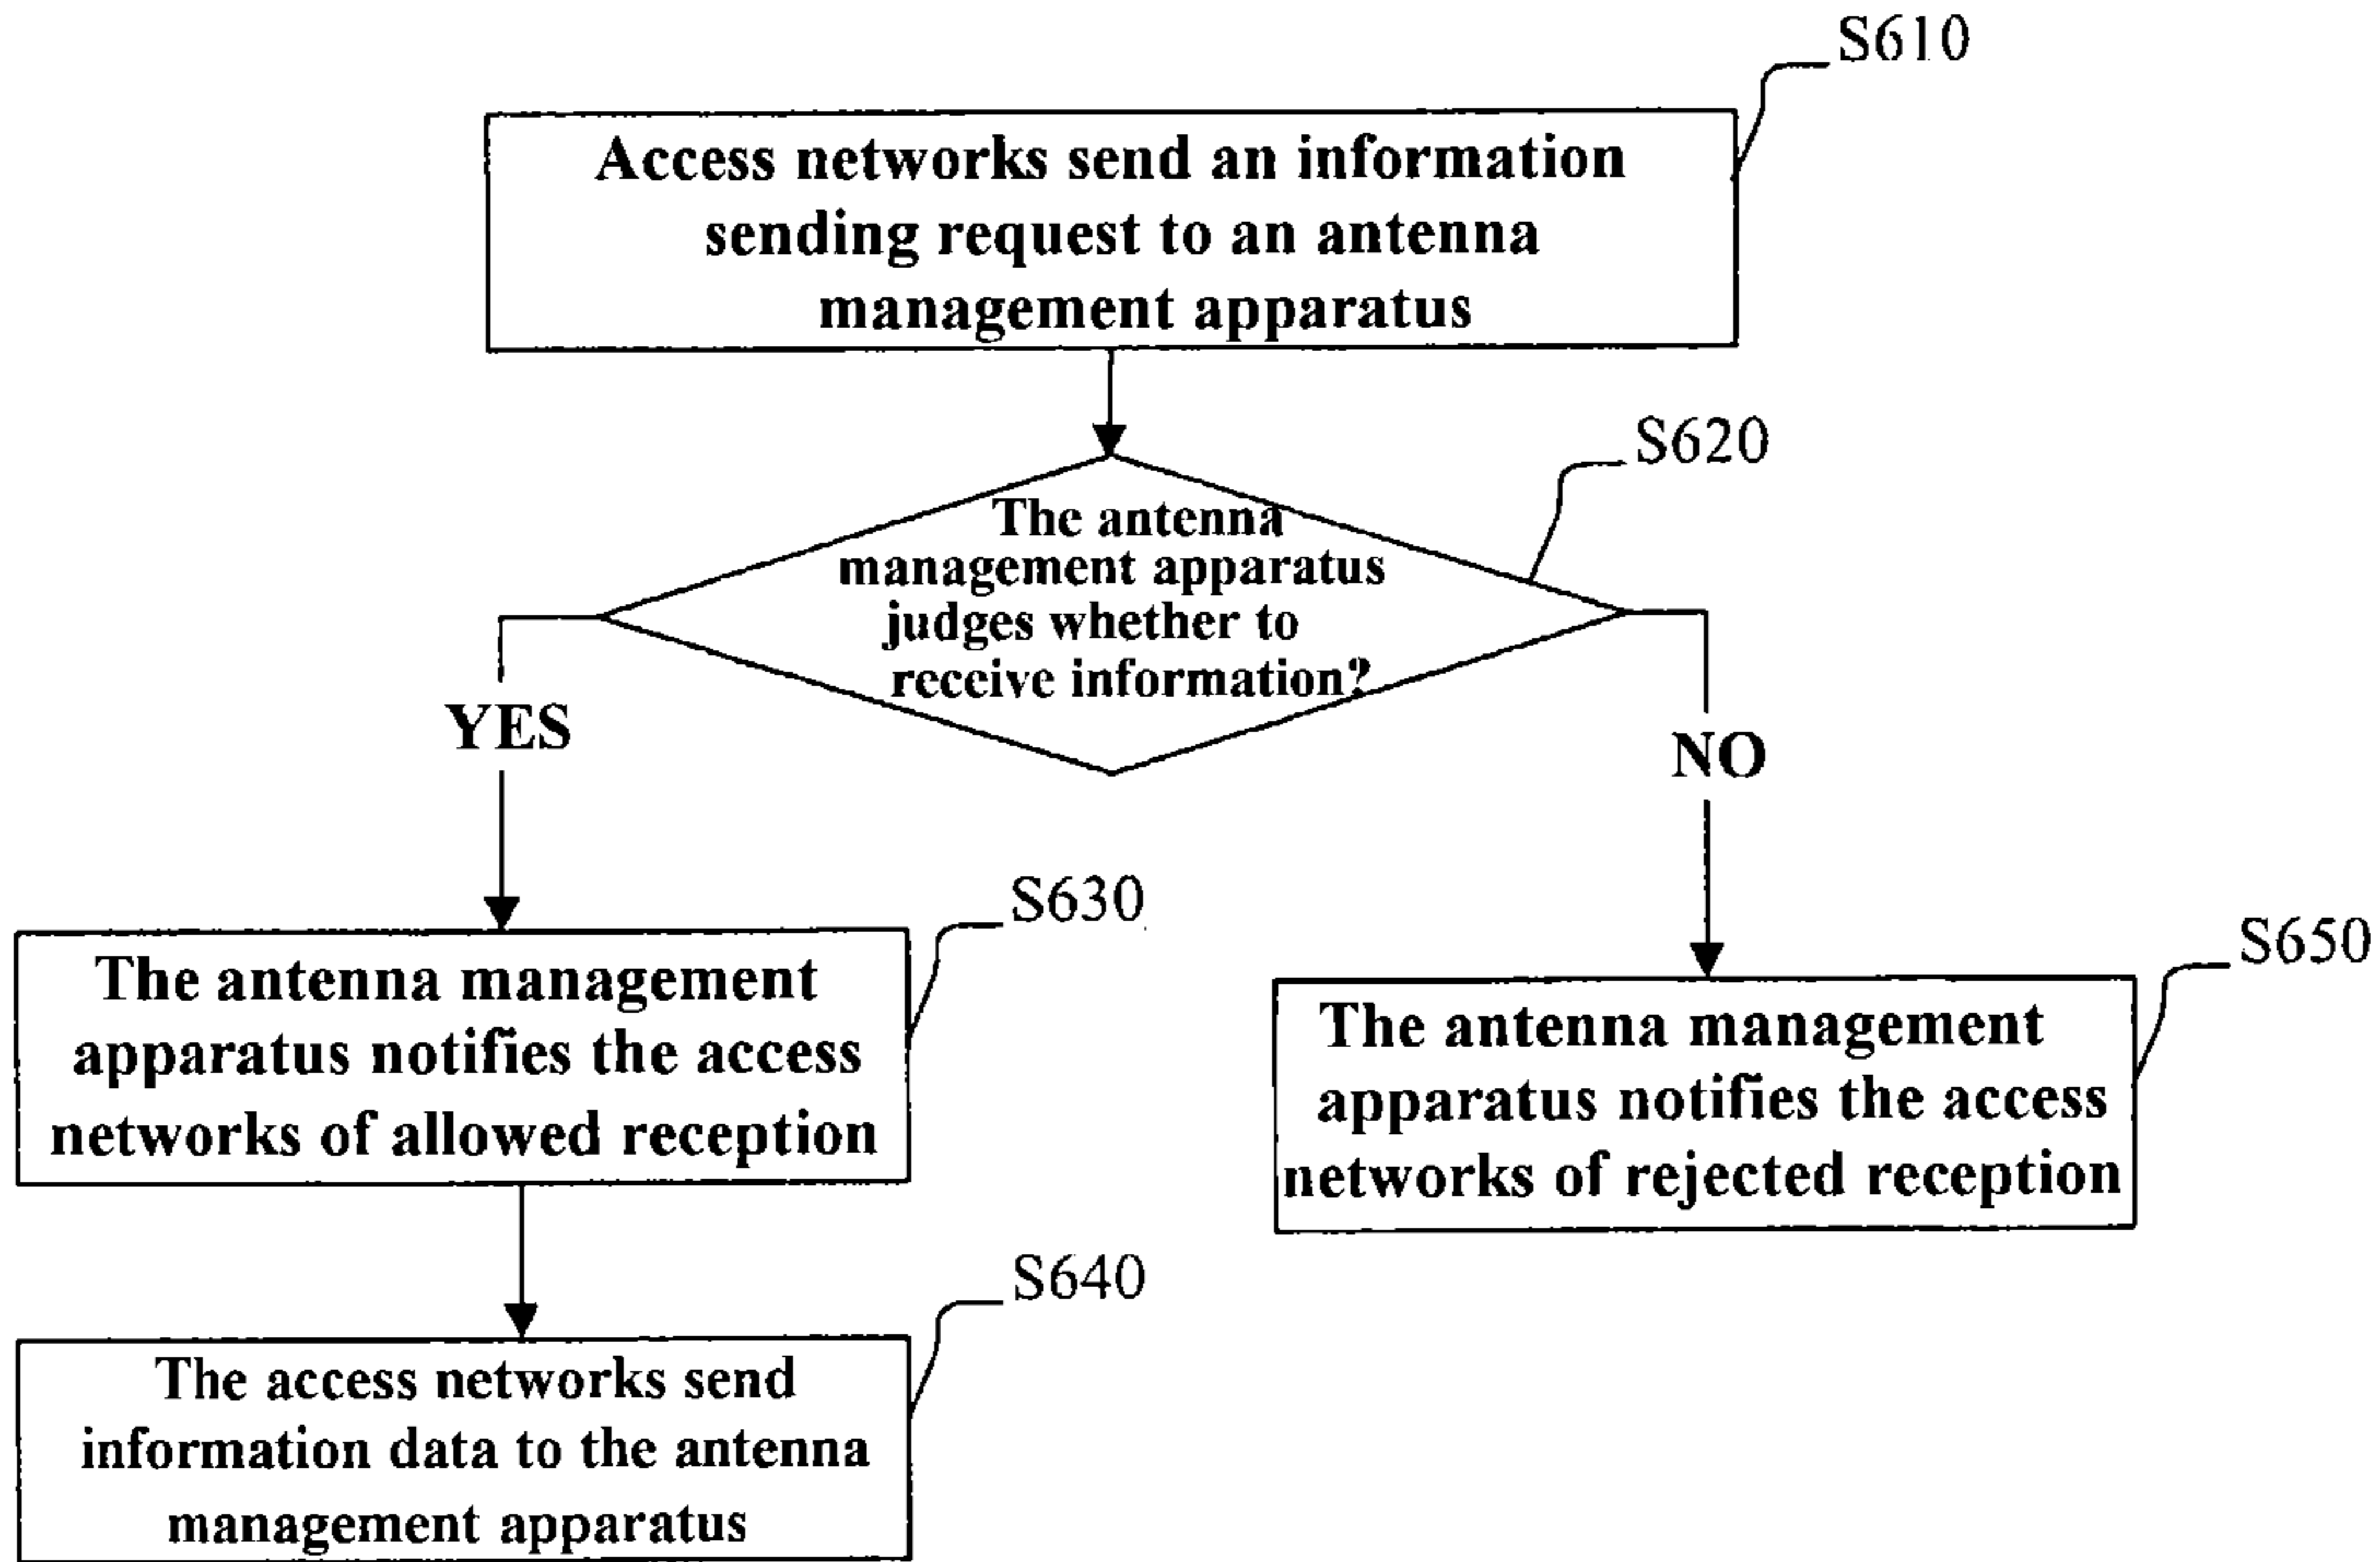 S610
Access networks send an information
sending request to an antenna
management apparatus
S620
The antenna
management apparatus
judges whether to
receive information?
YES
NO
S630
The antenna management
apparatus notifies the access
networks of allowed reception
S650
The antenna management
apparatus notifies the access
networks of rejected reception
S640
The access networks send
information data to the antenna
management apparatus